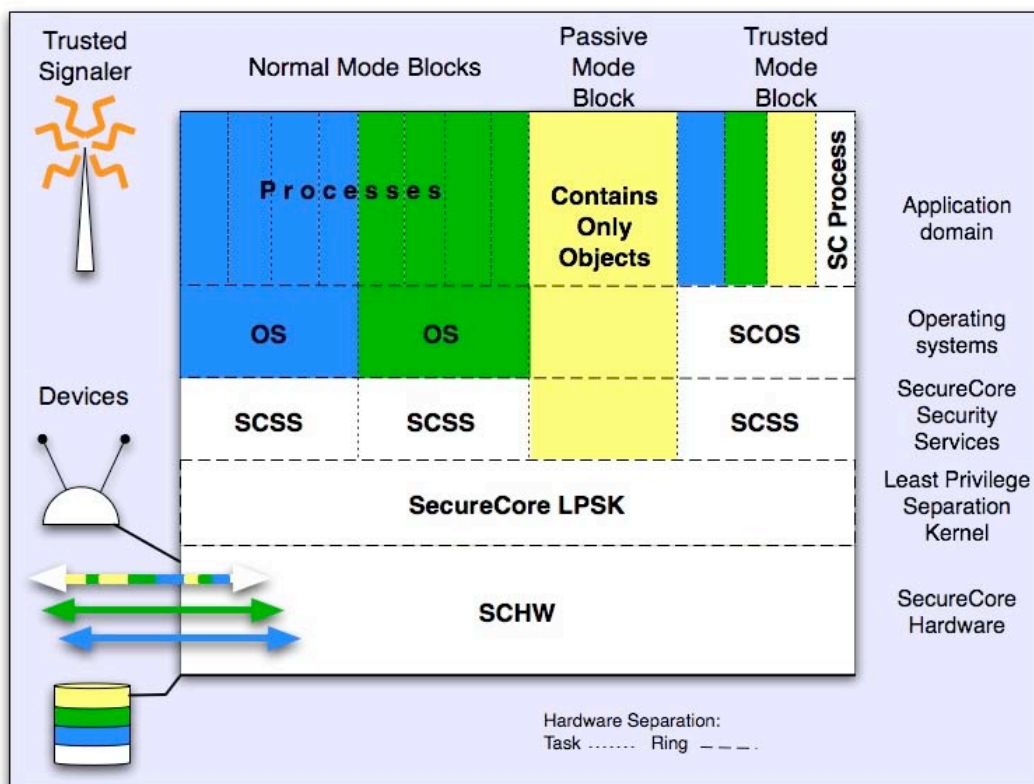 Trusted
Signaler
Normal Mode Blocks
Passive
Mode
Block
Trusted
Mode
Block
Processes
Contains
Only
Objects
SC Process
Application
domain
OS
OS
SCOS
Operating
systems
Devices
SCSS
SCSS
SCSS
SecureCore
Security
Services
SecureCore LPSK
Least Privilege
Separation
Kernel
SCHW
SecureCore
Hardware
Hardware Separation:
Task ........ Ring _ _ _ _